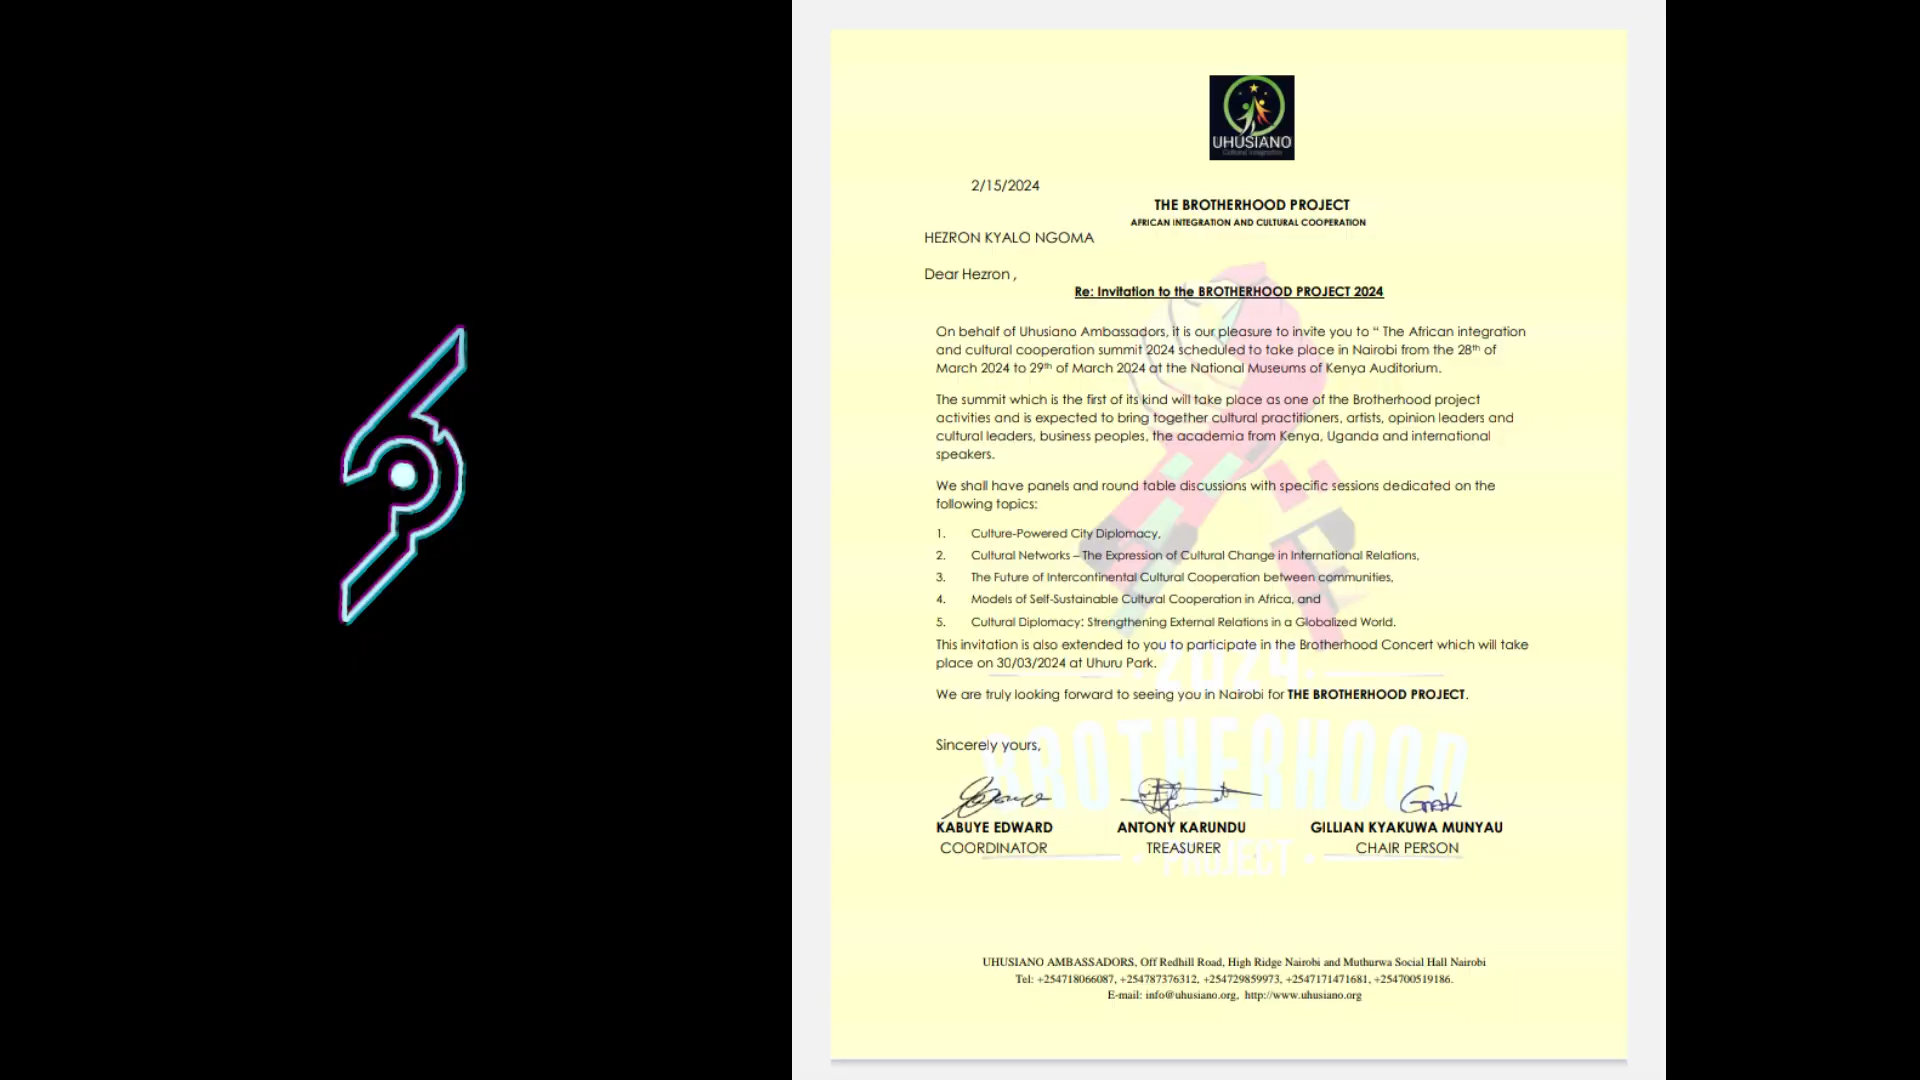 UHUSIANO
2/15/2024
THE BROTHERHOOD PROJECT
AFRICAN INTEGRATION AND CULTURAL COOPERATION
HEZRON KYALO NGOMA
Dear Hezron ,
Re: Invitation to the BROTHERHOOD PROJECT 2024
On behalf of Uhusiano Ambassadors, it is our pleasure to invite you to “ The African integration
and cultural cooperation summit 2024 scheduled to take place in Nairobi from the 28th of
March 2024 to 29th of March 2024 at the National Museums of Kenya Auditorium.
The summit which is the first of its kind will take place as one of the Brotherhood project
activities and is expected to bring together cultural practitioners, artists, opinion leaders and
cultural leaders, business peoples, the academia from Kenya, Uganda and international
speakers.
We shall have panels and round table discussions with specific sessions dedicated on the
following topics:
1. Culture-Powered City Diplomacy,
2. Cultural Networks – The Expression of Cultural Change in International Relations,
3. The Future of Intercontinental Cultural Cooperation between communities,
4. Models of Self-Sustainable Cultural Cooperation in Africa, and
5. Cultural Diplomacy: Strengthening External Relations in a Globalized World.
This invitation is also extended to you to participate in the Brotherhood Concert which will take
place on 30/03/2024 at Uhuru Park.
2024
We are truly looking forward to seeing you in Nairobi for THE BROTHERHOOD PROJECT.
Sincerely yours,
BROTHERHOOD
KABUYE EDWARD ANTONY KARUNDU GILLIAN KYAKUWA MUNYAU
COORDINATOR TREASURER CHAIR PERSON
PROJECT
UHUSIANO AMBASSADORS, Off Redhill Road, High Ridge Nairobi and Muthurwa Social Hall Nairobi
Tel: +254718066087, +254787376312, +254729859973, +2547171471681, +254700519186.
E-mail: info@uhusiano.org, http://www.uhusiano.org